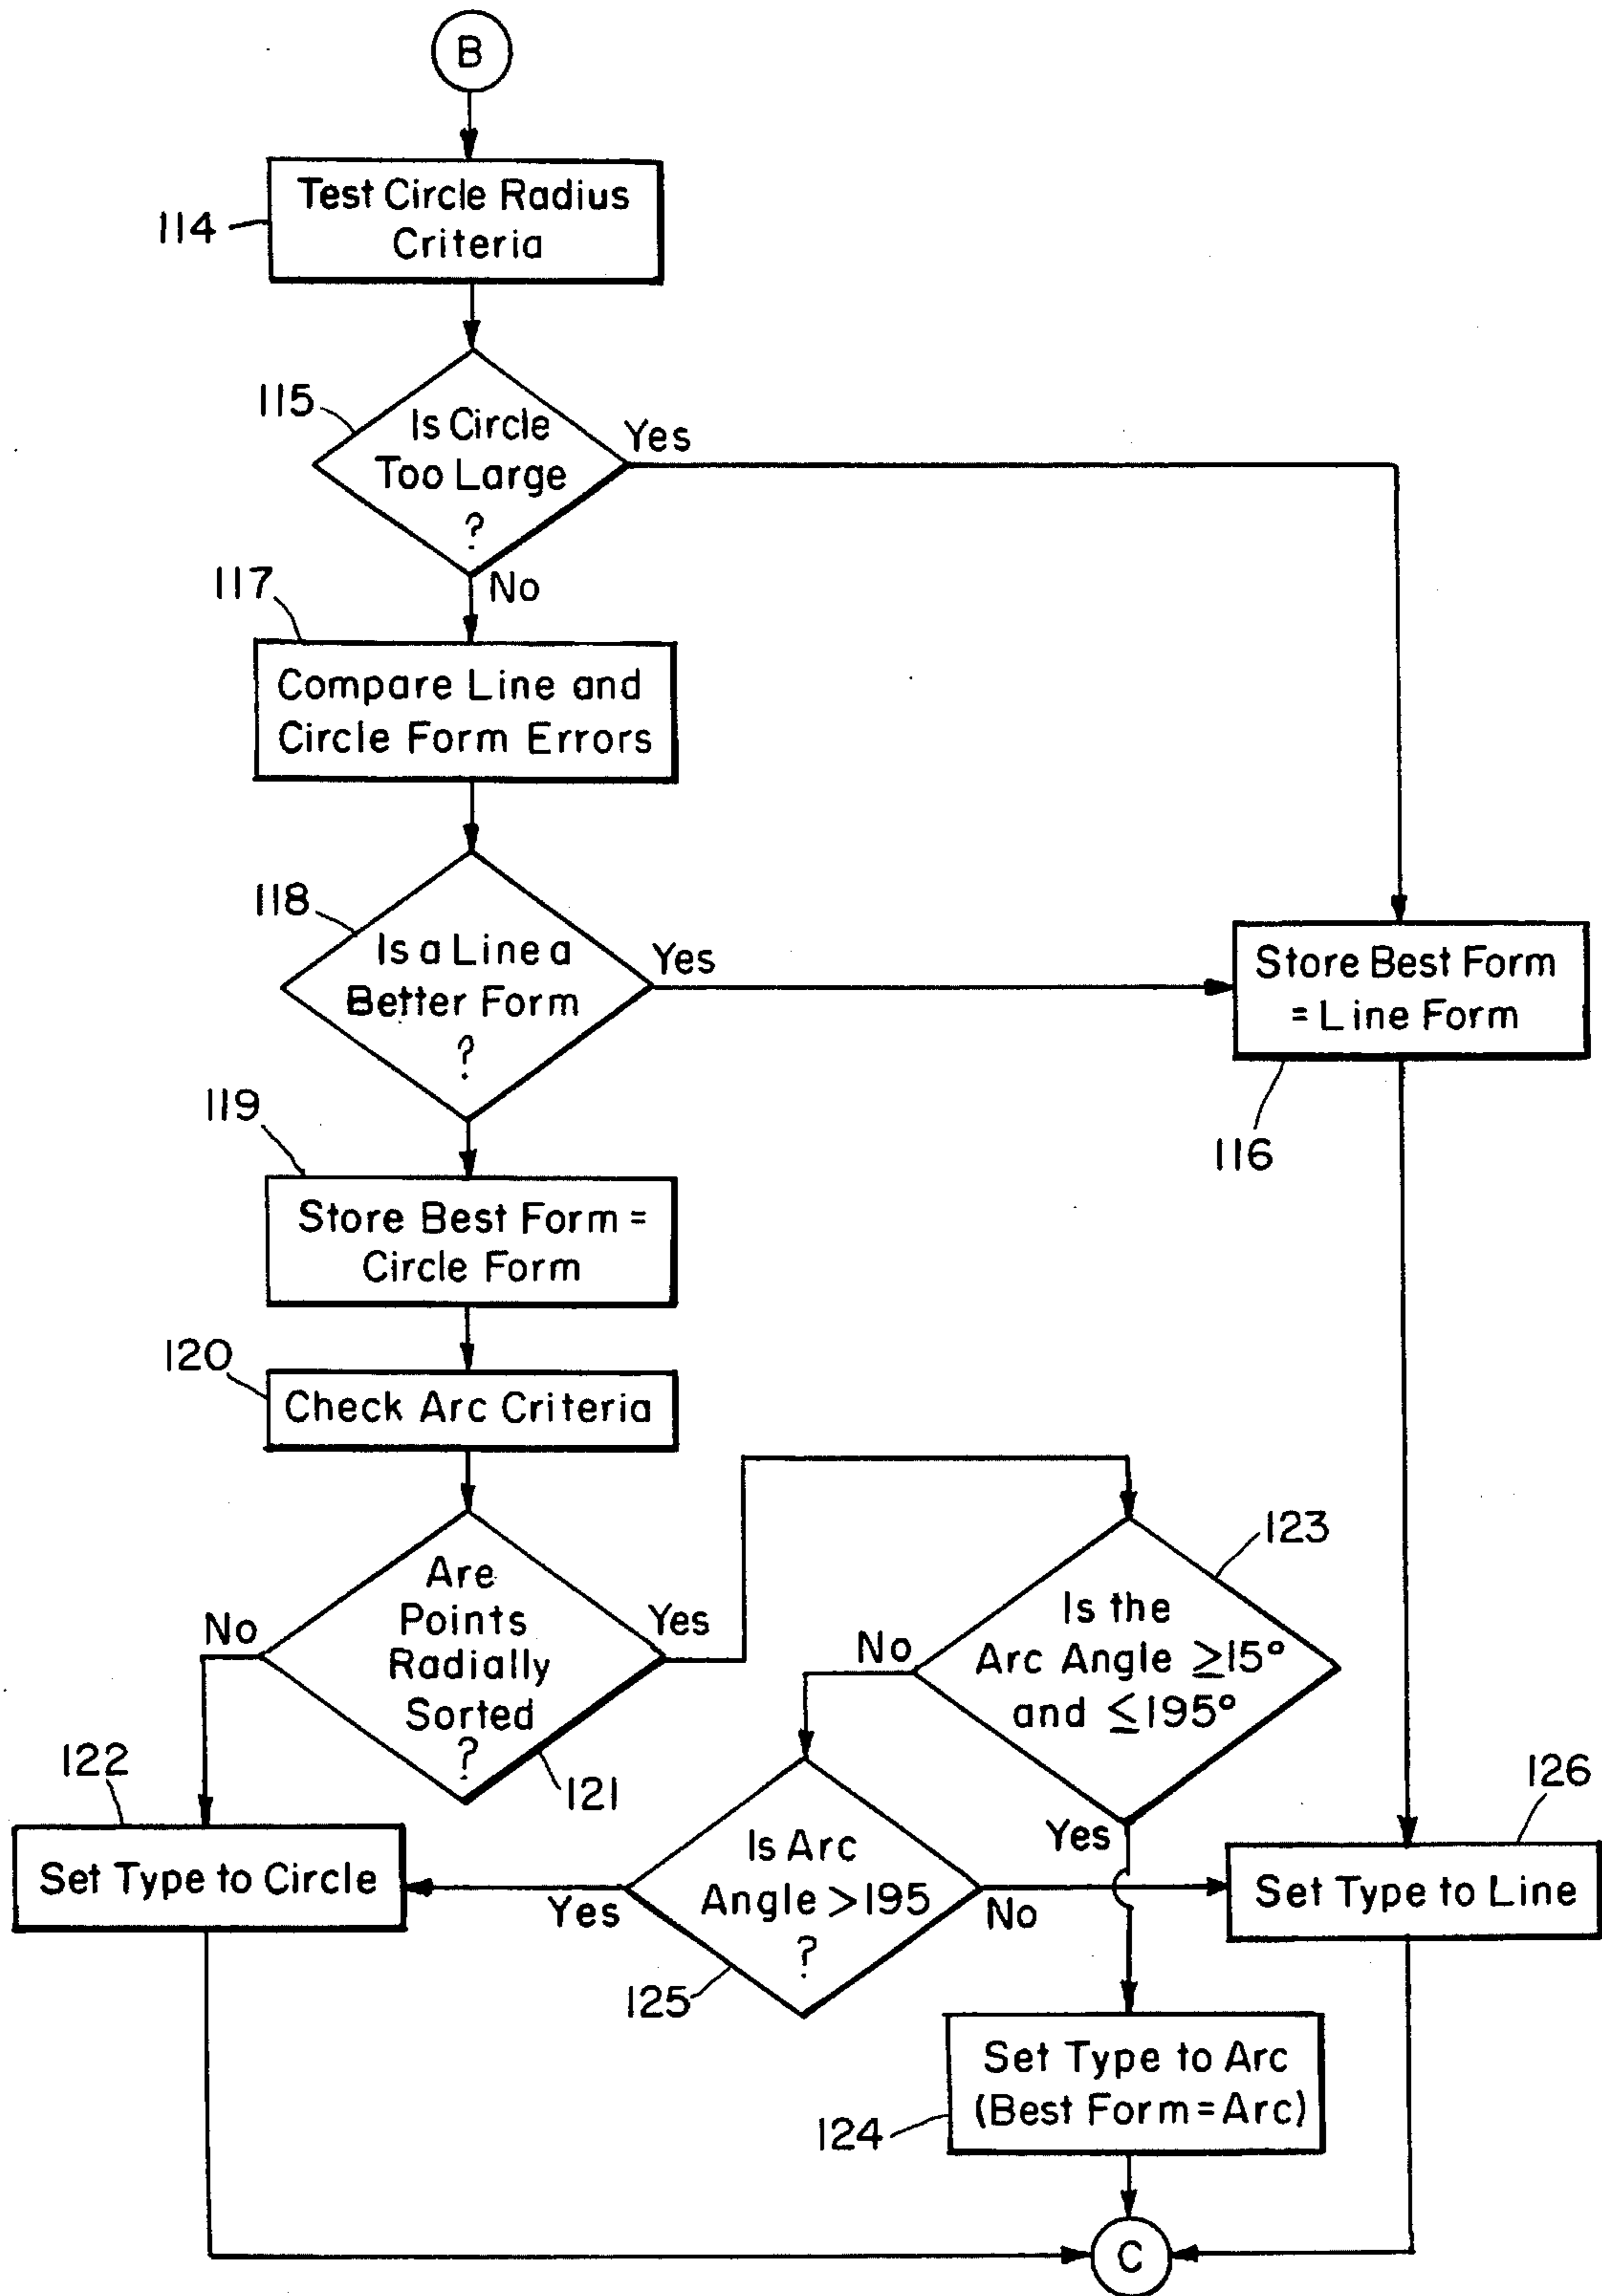 B
Test Circle Radius
Criteria
114
115
Is Circle
Too Large
?
Yes
No
117
Compare Line and
Circle Form Errors
118
Is a Line a
Better Form
?
Yes
Store Best Form
= Line Form
116
119
Store Best Form =
Circle Form
120
Check Arc Criteria
Are
Points
Radially
Sorted
?
No
Yes
121
123
Is the
Arc Angle ≥15°
and ≤195°
No
Yes
122
Set Type to Circle
Is Arc
Angle >195
?
Yes
No
125
126
Set Type to Line
Set Type to Arc
(Best Form = Arc)
124
C